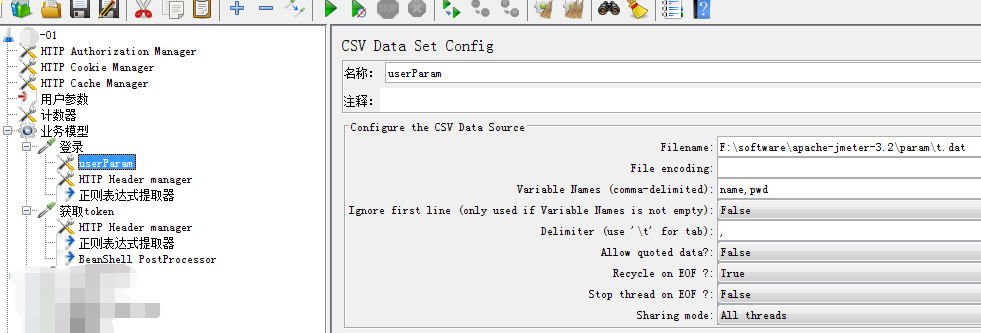 -01
HTTP Authorization Manager
HTTP Cookie Manager
HTTP Cache Manager
用户参数
计数器
业务模型
登录
userParam
HTTP Header manager
正则表达式提取器
获取token
HTTP Header manager
正则表达式提取器
BeanShell PostProcessor
CSV Data Set Config
名称: userParam
注释:
Configure the CSV Data Source
Filename: F:\software\apache-jmeter-3.2\param\t.dat
File encoding:
Variable Names (comma-delimited): name,pwd
Ignore first line (only used if Variable Names is not empty): False
Delimiter (use '\t' for tab): ,
Allow quoted data?: False
Recycle on EOF ?: True
Stop thread on EOF ?: False
Sharing mode: All threads